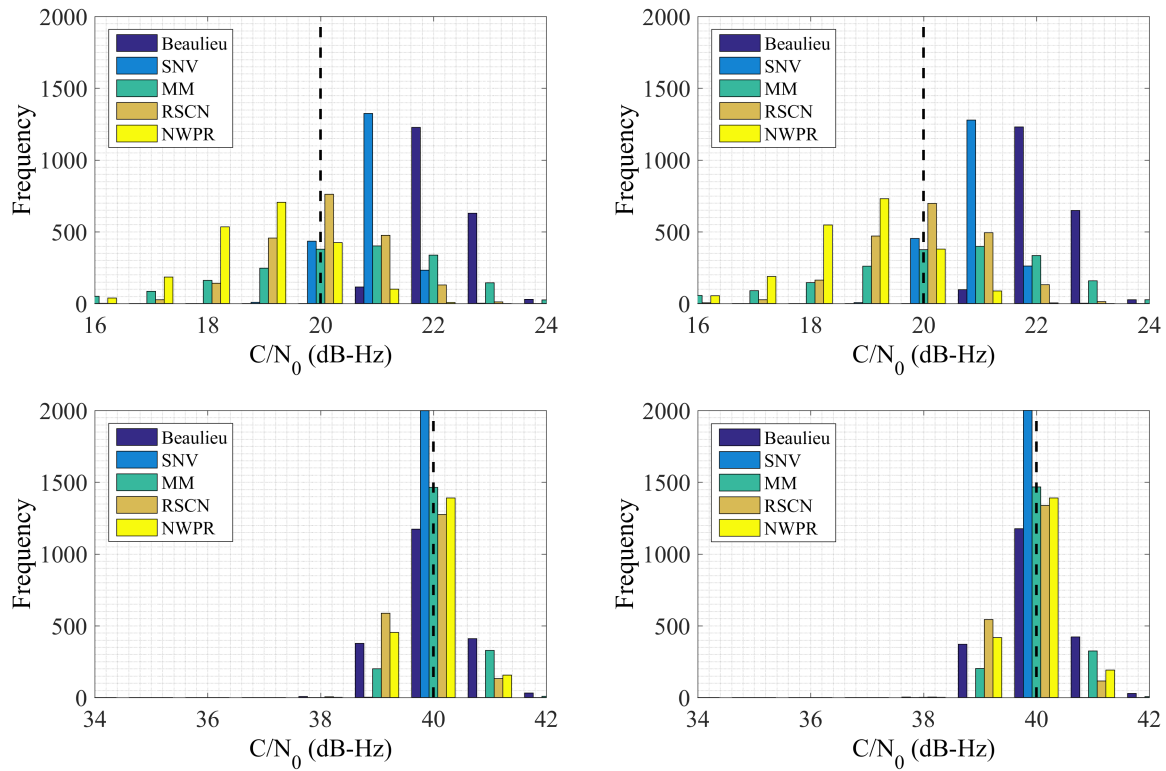 2000
1500
1000
500
0
Frequency
Beaulieu
SNV
MM
RSCN
NWPR
16 18 20 22 24
C/N0 (dB-Hz)
2000
1500
1000
500
0
Frequency
Beaulieu
SNV
MM
RSCN
NWPR
16 18 20 22 24
C/N0 (dB-Hz)
2000
1500
1000
500
0
Frequency
Beaulieu
SNV
MM
RSCN
NWPR
34 36 38 40 42
C/N0 (dB-Hz)
2000
1500
1000
500
0
Frequency
Beaulieu
SNV
MM
RSCN
NWPR
34 36 38 40 42
C/N0 (dB-Hz)